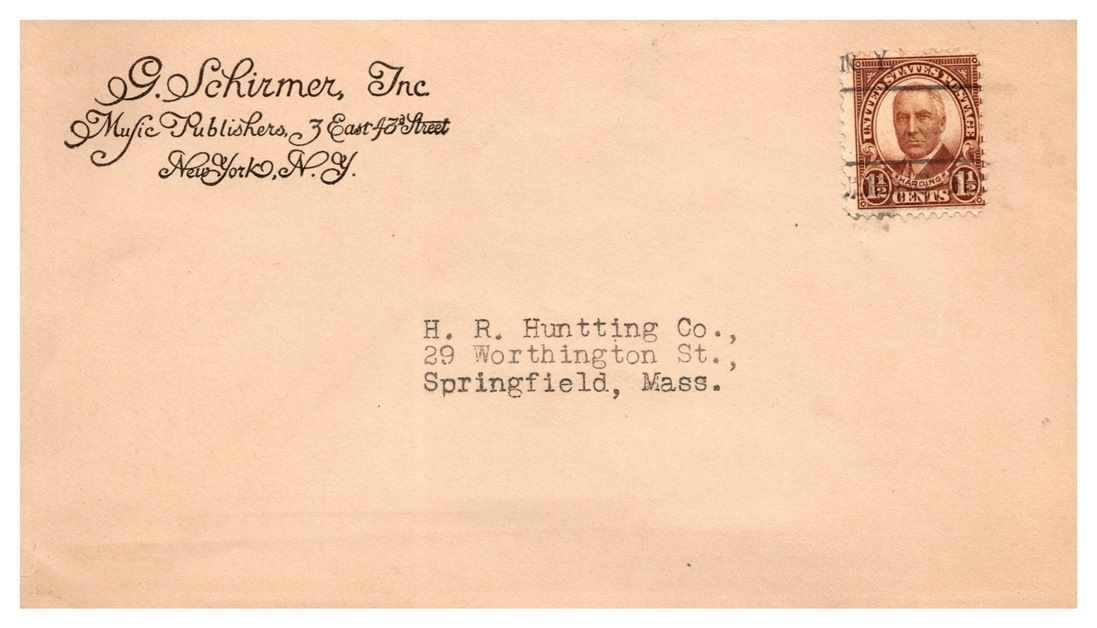 G. Schirmer, Inc.
Music Publishers, 3 East 43d Street
New York, N.Y.
N Y
UNITED STATES POSTAGE
HARDING
1½ CENTS 1½
H. R. Huntting Co.,
29 Worthington St.,
Springfield, Mass.